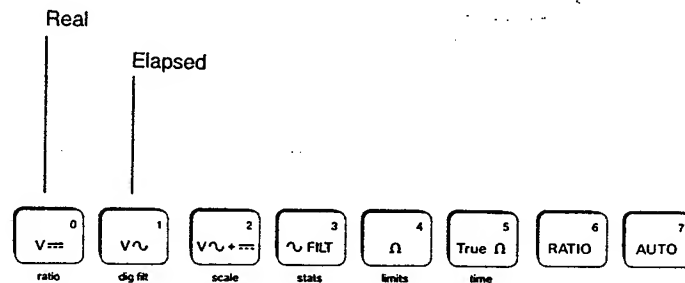 Real
Elapsed
0 1 2 3 4 5 6 7
V⎓ V∿ V∿+⎓ ∿ FILT Ω True Ω RATIO AUTO
ratio dig filt scale stats limits time